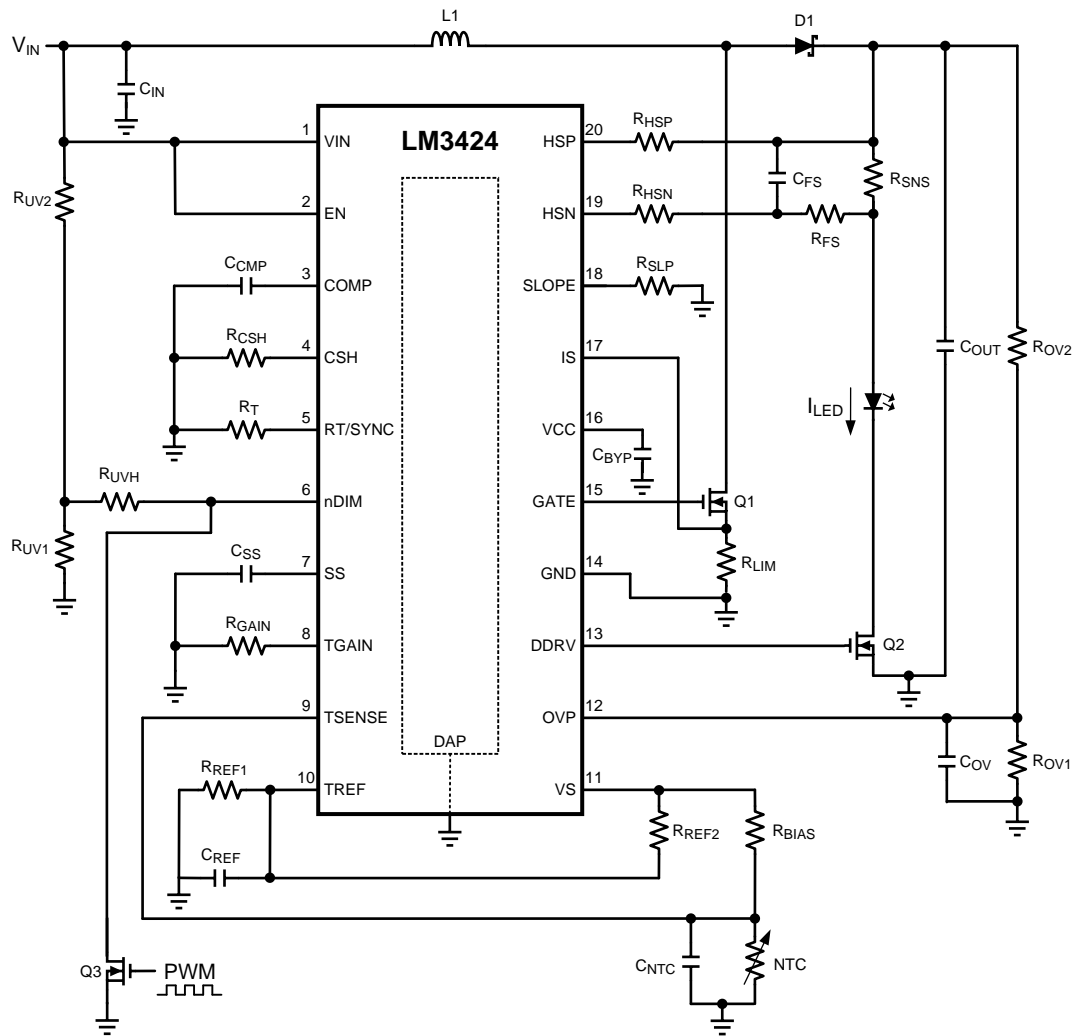 L1
D1
VIN
CIN
LM3424
1
VIN
HSP
20
RHSP
RUV2
2
EN
HSN
19
RHSN
CFS
RFS
RSNS
CCMP
3
COMP
SLOPE
18
RSLP
RCSH
4
CSH
IS
17
COUT
ROV2
RT
5
RT/SYNC
VCC
16
CBYP
ILED
RUVH
6
nDIM
GATE
15
Q1
RUV1
CSS
7
SS
GND
14
RLIM
RGAIN
8
TGAIN
DDRV
13
Q2
9
TSENSE
OVP
12
COV
ROV1
DAP
RREF1
10
TREF
VS
11
RREF2
RBIAS
CREF
CNTC
NTC
Q3
PWM